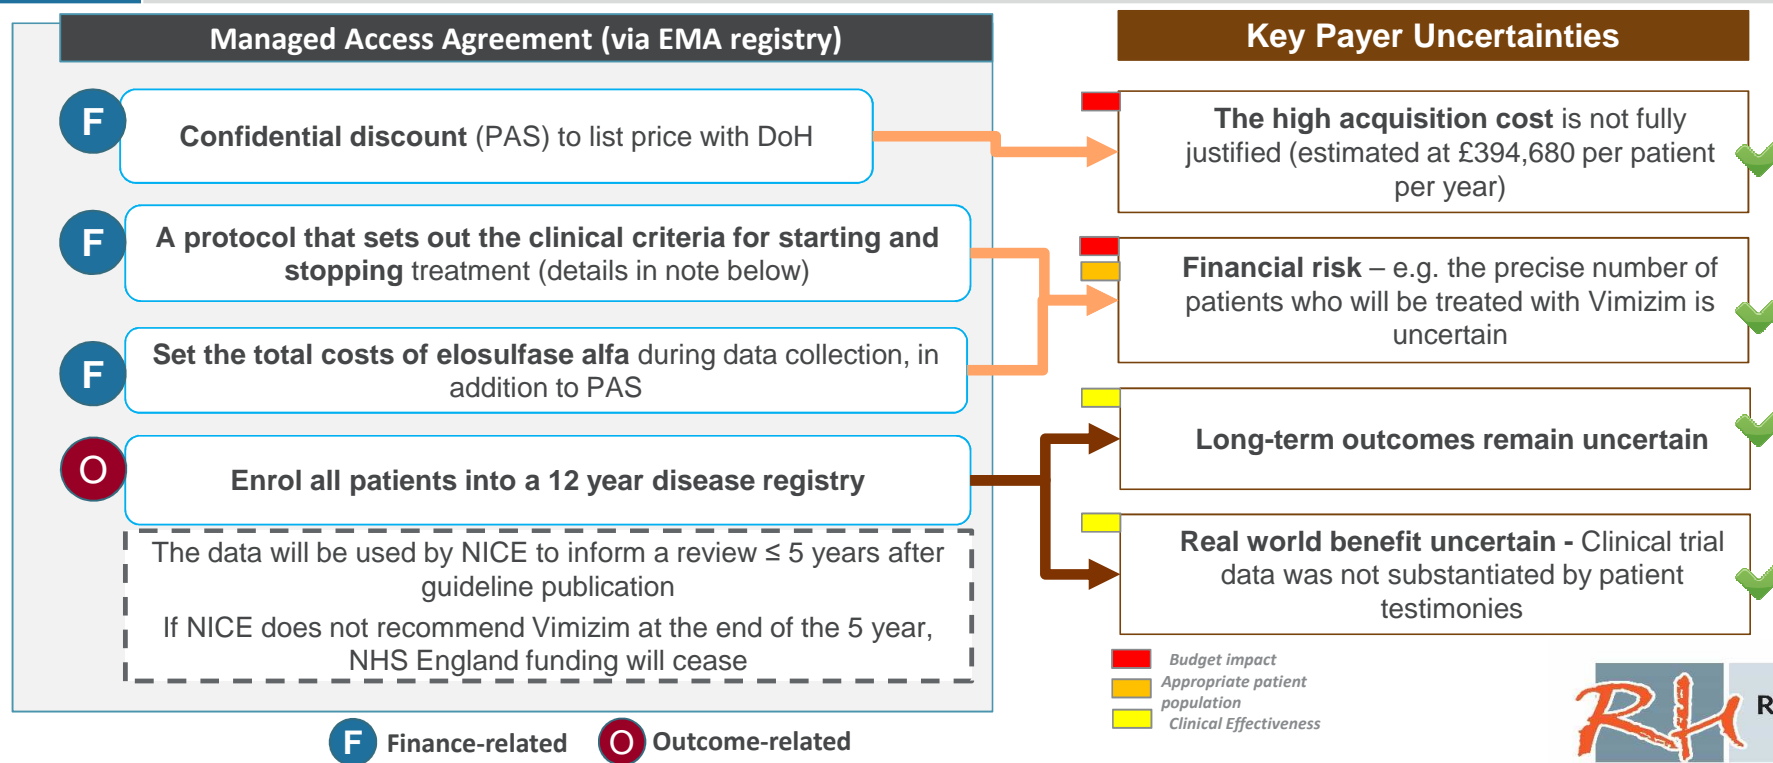 Managed Access Agreement (via EMA registry)
Key Payer Uncertainties
F
Confidential discount (PAS) to list price with DoH
The high acquisition cost is not fully
justified (estimated at £394,680 per patient
per year)
F
A protocol that sets out the clinical criteria for starting and
stopping treatment (details in note below)
Financial risk – e.g. the precise number of
patients who will be treated with Vimizim is
uncertain
F
Set the total costs of elosulfase alfa during data collection, in
addition to PAS
O
Enrol all patients into a 12 year disease registry
Long-term outcomes remain uncertain
The data will be used by NICE to inform a review ≤ 5 years after
guideline publication
If NICE does not recommend Vimizim at the end of the 5 year,
NHS England funding will cease
Real world benefit uncertain - Clinical trial
data was not substantiated by patient
testimonies
Budget impact
Appropriate patient
population
Clinical Effectiveness
F Finance-related
O Outcome-related
RH
R